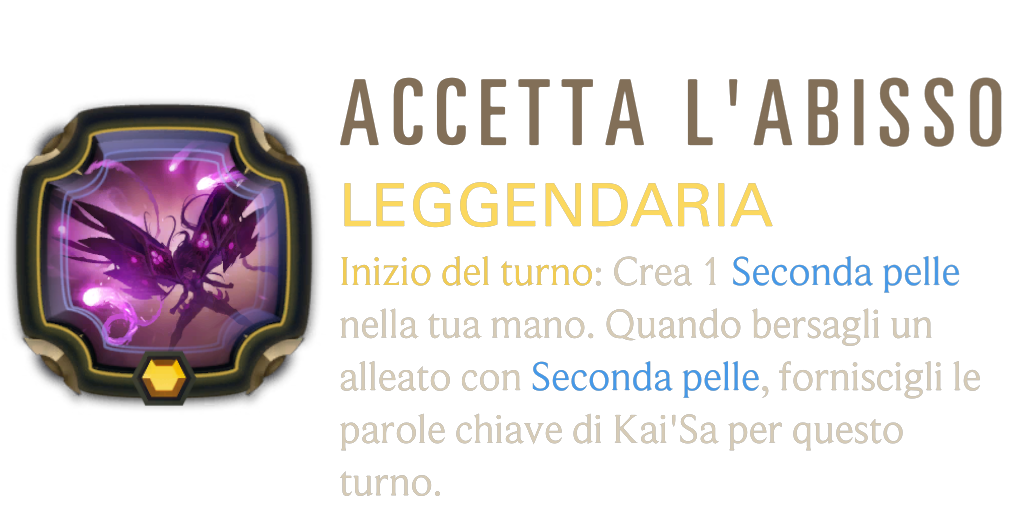 ACCETTA L'ABISSO
LEGGENDARIA
Inizio del turno: Crea 1 Seconda pelle
nella tua mano. Quando bersagli un
alleato con Seconda pelle, forniscigli le
parole chiave di Kai'Sa per questo
turno.